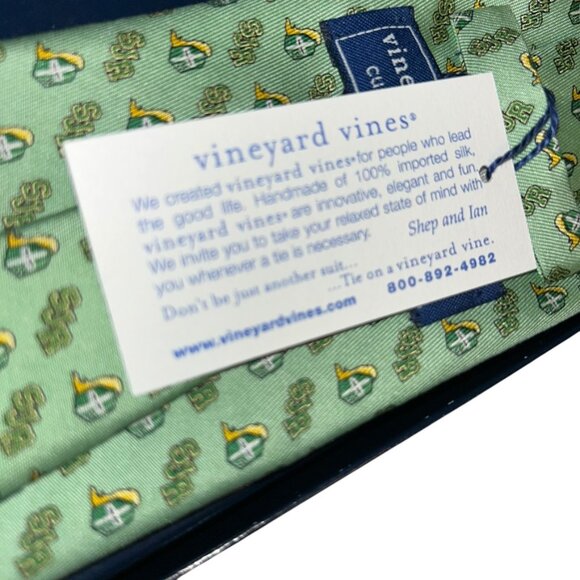 vine
cu
vineyard vines®
We created vineyard vines® for people who lead
the good life. Handmade of 100% imported silk,
vineyard vines® are innovative, elegant and fun.
We invite you to take your relaxed state of mind with
you whenever a tie is necessary.
Shep and Ian
Don't be just another suit...
...Tie on a vineyard vine.
www.vineyardvines.com 800-892-4982